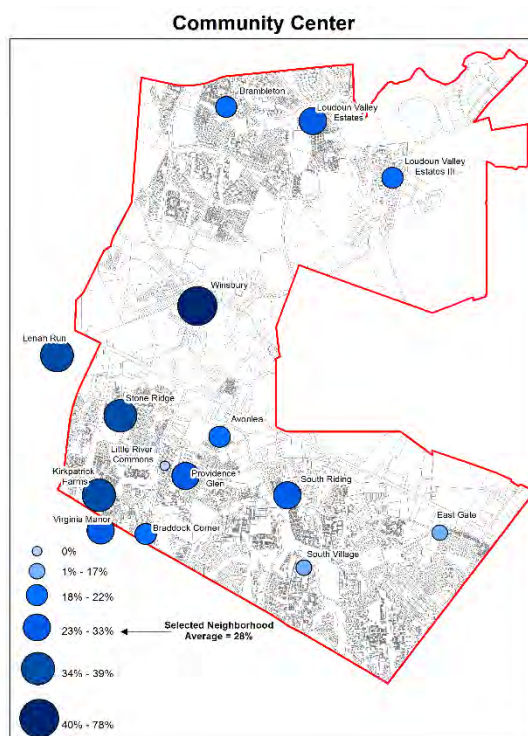 Community Center
Brambleton
Loudoun Valley
Estates
Loudoun Valley
Estates III
Winsbury
Lenah Run
Stone Ridge
Avonlea
Little River
Commons
Kirkpatrick
Farms
Providence
Glen
South Riding
Virginia Manor
Braddock Corner
East Gate
South Village
0%
1% - 17%
18% - 22%
23% - 33%
Selected Neighborhood
Average = 28%
34% - 39%
40% - 78%